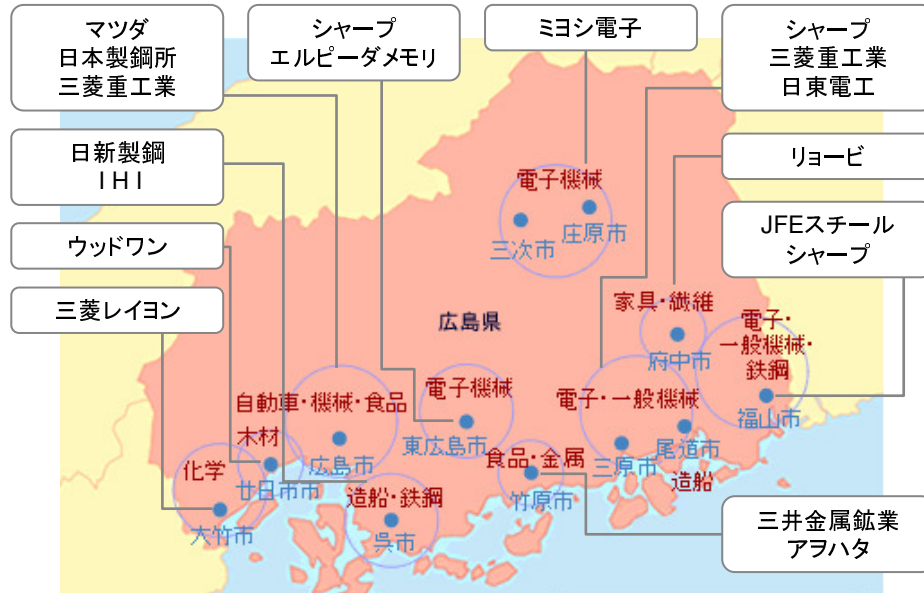 マツダ
日本製鋼所
三菱重工業
シャープ
エルピーダメモリ
ミヨシ電子
シャープ
三菱重工業
日東電工
日新製鋼
IHI
リョービ
ウッドワン
JFEスチール
シャープ
三菱レイヨン
電子機械
三次市
庄原市
広島県
家具・繊維
府中市
電子・
一般機械・
鉄鋼
福山市
自動車・機械・食品
広島市
電子機械
東広島市
電子・一般機械
三原市
尾道市
造船
木材
廿日市市
化学
大竹市
造船・鉄鋼
呉市
食品・金属
竹原市
三井金属鉱業
アヲハタ